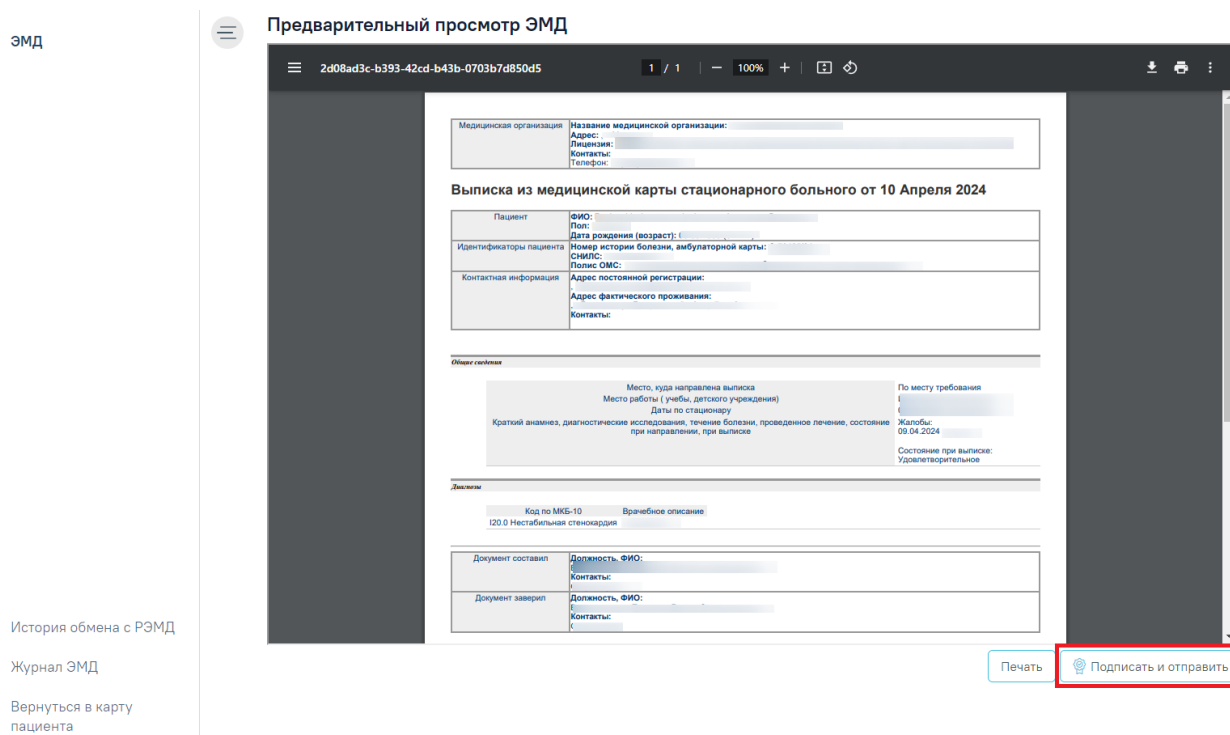 ЭМД
Предварительный просмотр ЭМД
2d08ad3c-b393-42cd-b43b-0703b7d850d5
1 / 1
100%
Медицинская организация
Название медицинской организации:
Адрес:
Лицензия:
Контакты:
Телефон:
Выписка из медицинской карты стационарного больного от 10 Апреля 2024
Пациент
ФИО:
Пол:
Дата рождения (возраст):
Идентификаторы пациента
Номер истории болезни, амбулаторной карты:
СНИЛС:
Полис ОМС:
Контактная информация
Адрес постоянной регистрации:
Адрес фактического проживания:
Контакты:
Общие сведения
Место, куда направлена выписка
По месту требования
Место работы ( учебы, детского учреждения)
Даты по стационару
Краткий анамнез, диагностические исследования, течение болезни, проведенное лечение, состояние
при направлении, при выписке
Жалобы:
09.04.2024
Состояние при выписке:
Удовлетворительное
Диагнозы
Код по МКБ-10 Врачебное описание
I20.0 Нестабильная стенокардия
Документ составил
Должность, ФИО:
Контакты:
Документ заверил
Должность, ФИО:
Контакты:
Печать
Подписать и отправить
История обмена с РЭМД
Журнал ЭМД
Вернуться в карту
пациента